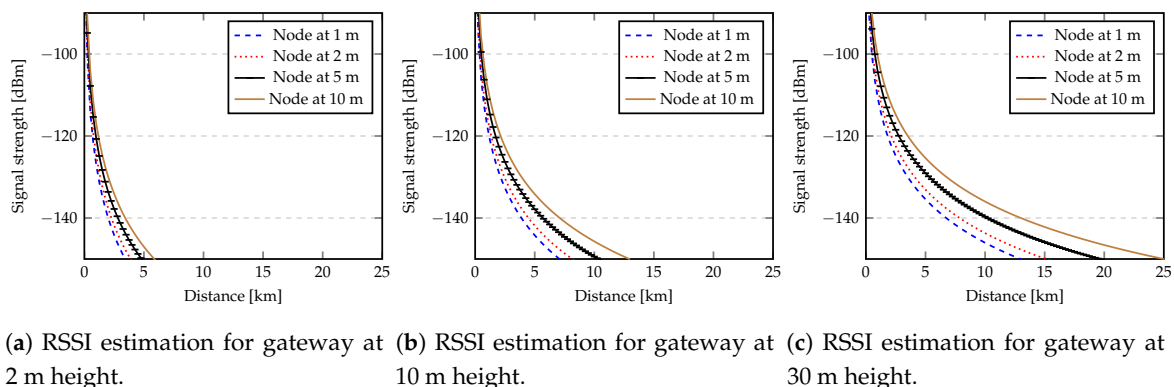 Signal strength [dBm]
−100
−120
−140
0 5 10 15 20 25
Distance [km]
Node at 1 m
Node at 2 m
Node at 5 m
Node at 10 m
(a) RSSI estimation for gateway at
2 m height.
Signal strength [dBm]
−100
−120
−140
0 5 10 15 20 25
Distance [km]
Node at 1 m
Node at 2 m
Node at 5 m
Node at 10 m
(b) RSSI estimation for gateway at
10 m height.
Signal strength [dBm]
−100
−120
−140
0 5 10 15 20 25
Distance [km]
Node at 1 m
Node at 2 m
Node at 5 m
Node at 10 m
(c) RSSI estimation for gateway at
30 m height.